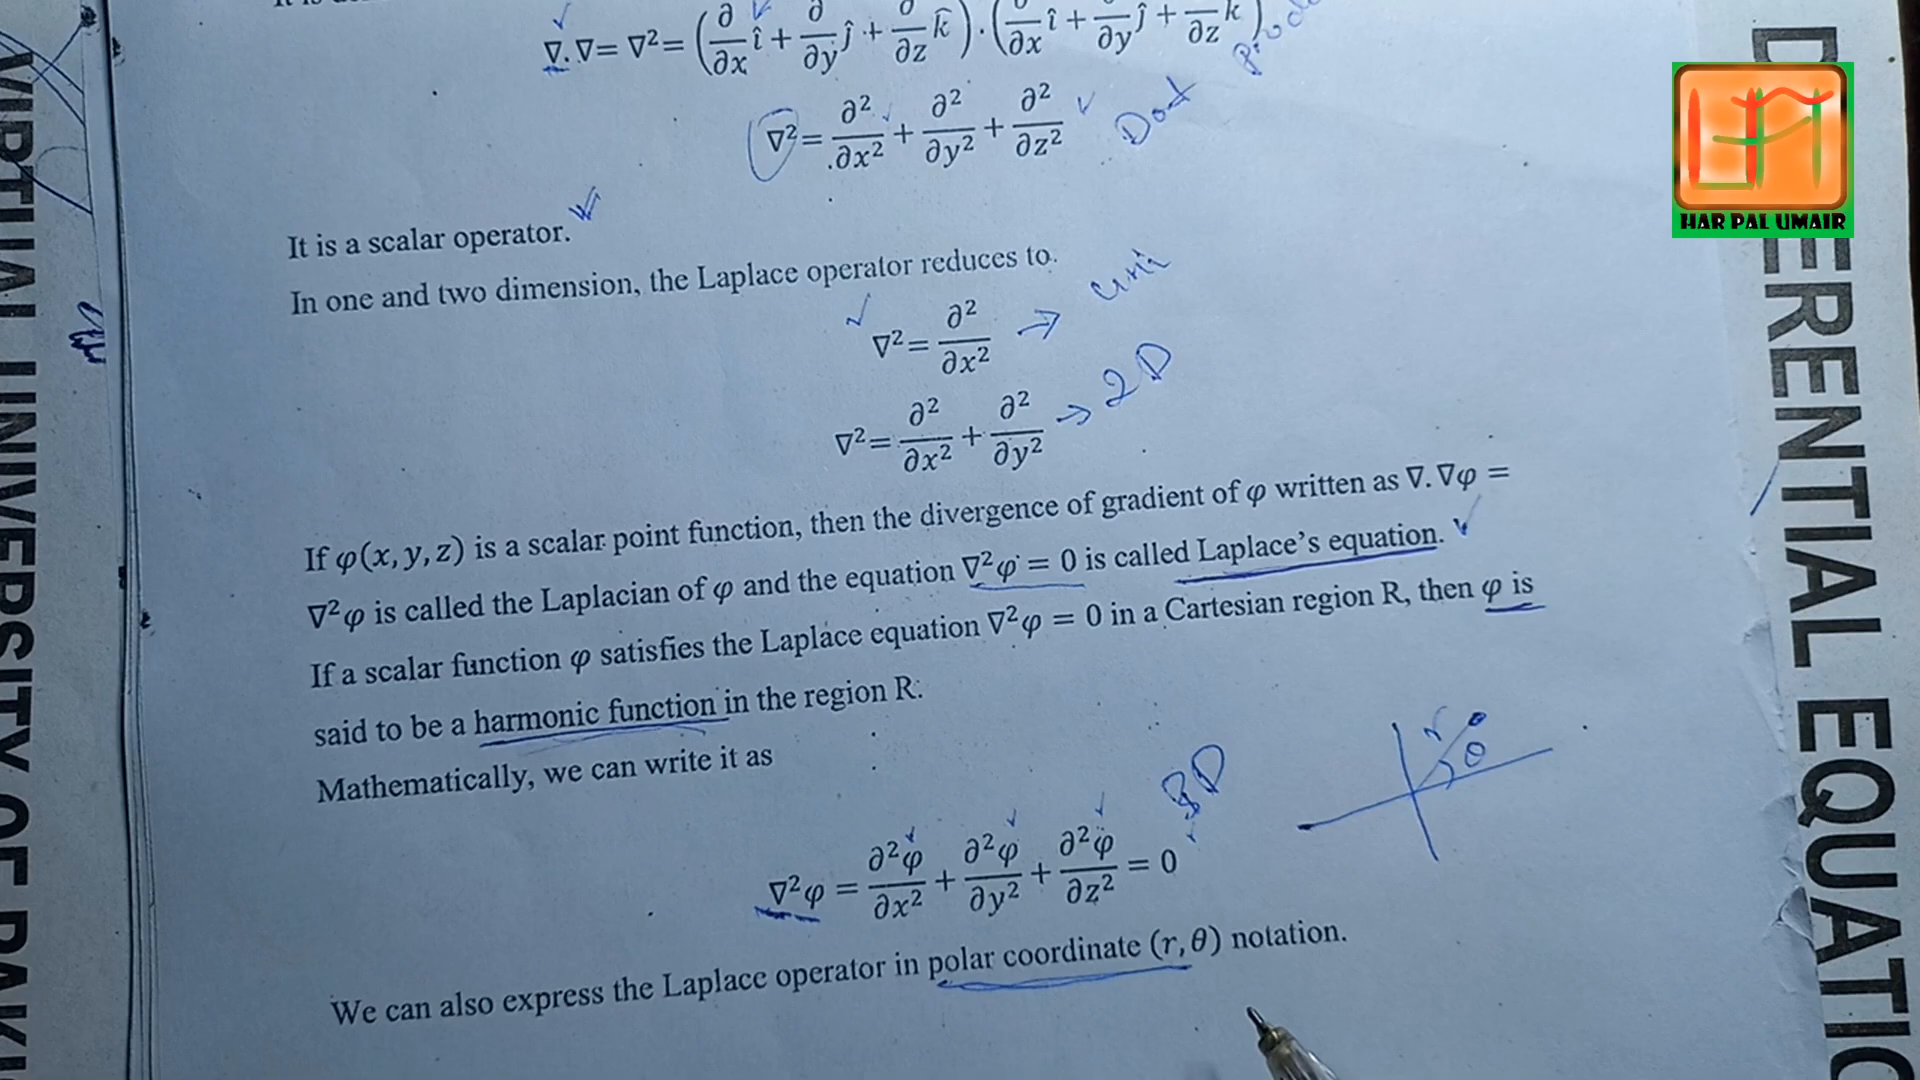 ∇.∇= ∇²= (∂/∂x î + ∂/∂y ĵ + ∂/∂z k̂).(∂/∂x î + ∂/∂y ĵ + ∂/∂z k̂)
∇²= ∂²/∂x² + ∂²/∂y² + ∂²/∂z²
Dot
It is a scalar operator.
In one and two dimension, the Laplace operator reduces to.
∇²= ∂²/∂x² →
∇²= ∂²/∂x² + ∂²/∂y² → 2D
If φ(x, y, z) is a scalar point function, then the divergence of gradient of φ written as ∇.∇φ =
∇²φ is called the Laplacian of φ and the equation ∇²φ = 0 is called Laplace's equation.
If a scalar function φ satisfies the Laplace equation ∇²φ = 0 in a Cartesian region R, then φ is
said to be a harmonic function in the region R.
Mathematically, we can write it as
∇²φ = ∂²φ/∂x² + ∂²φ/∂y² + ∂²φ/∂z² = 0 3D
r θ
We can also express the Laplace operator in polar coordinate (r, θ) notation.
HAR PAL UMAIR
VIRTUAL UNIVERSITY OF PAKI
DIFFERENTIAL EQUATIO